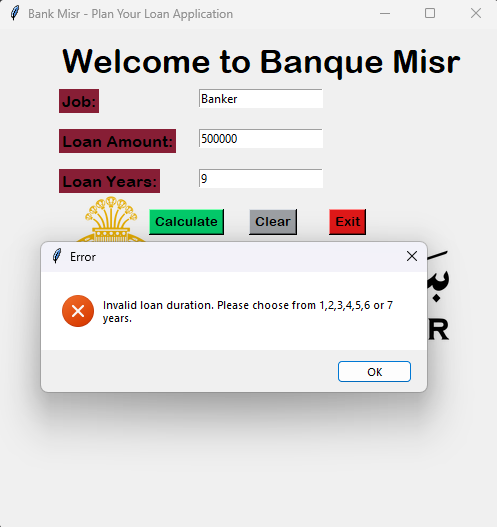 Bank Misr - Plan Your Loan Application
Welcome to Banque Misr
Job:
Banker
Loan Amount:
500000
Loan Years:
9
Calculate
Clear
Exit
Error
Invalid loan duration. Please choose from 1,2,3,4,5,6 or 7
years.
OK
R